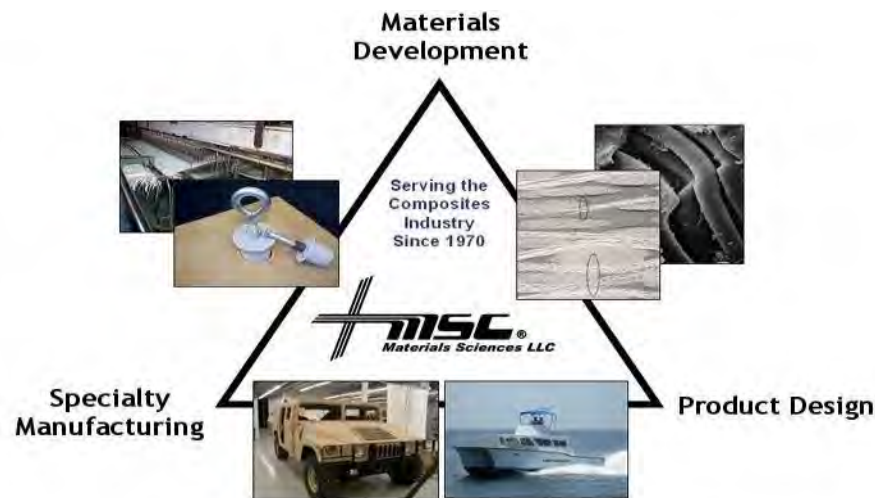 Materials
Development
Serving the
Composites
Industry
Since 1970
msc®
Materials Sciences LLC
Specialty
Manufacturing
Product Design